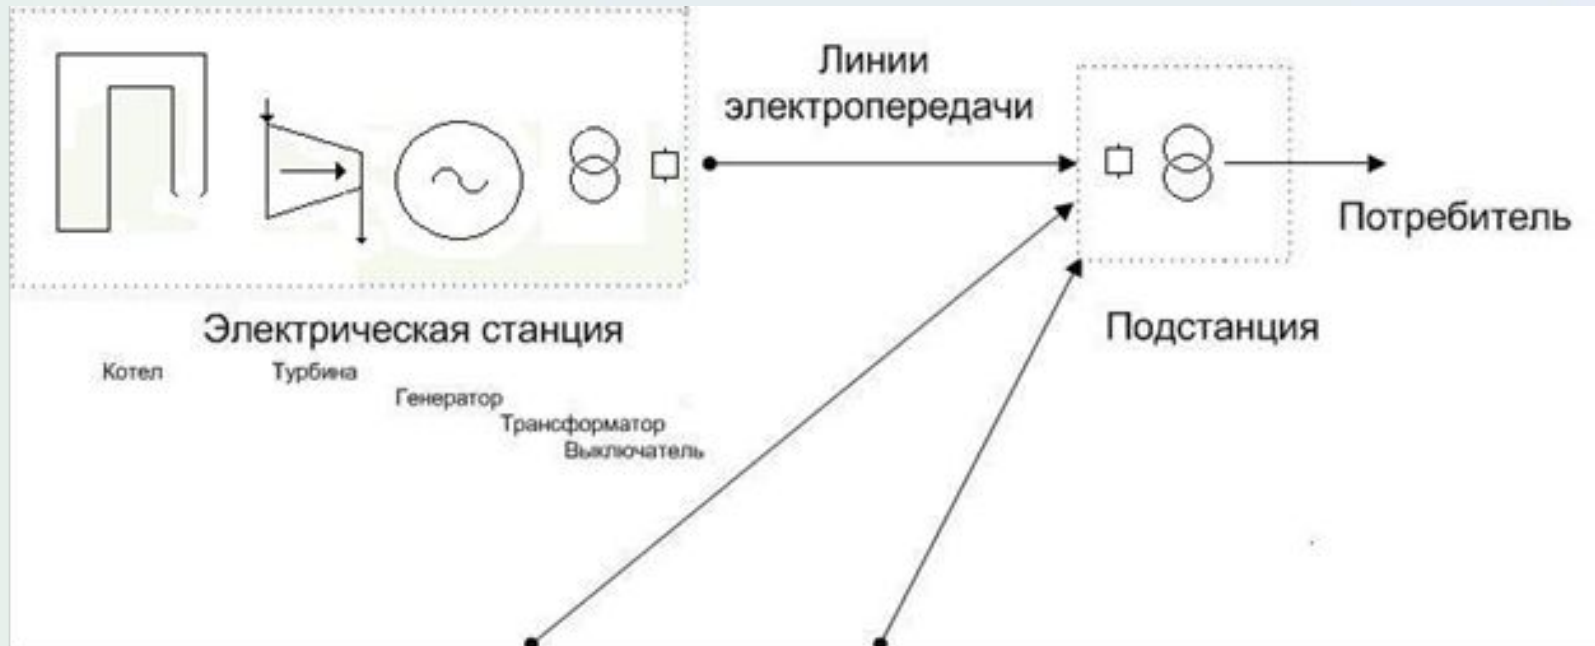 Линии
электропередачи
Потребитель
Электрическая станция
Подстанция
Котел
Турбина
Генератор
Трансформатор
Выключатель